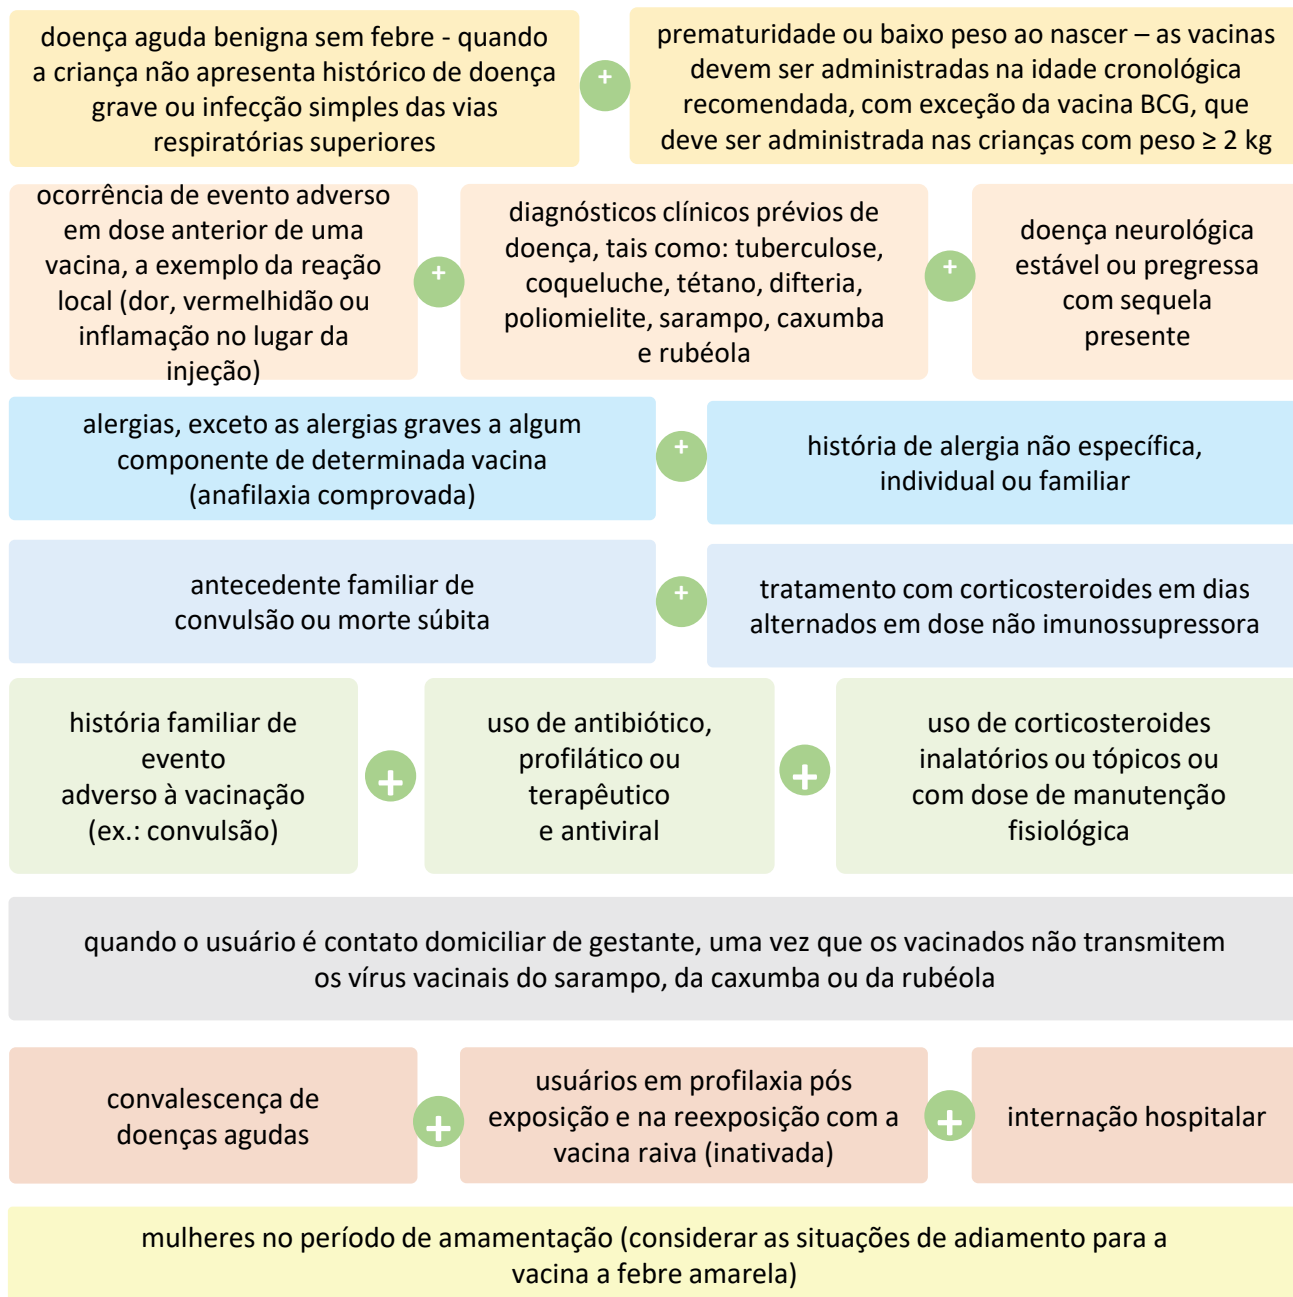 doença aguda benigna sem febre - quando
a criança não apresenta histórico de doença
grave ou infecção simples das vias
respiratórias superiores
+
prematuridade ou baixo peso ao nascer – as vacinas
devem ser administradas na idade cronológica
recomendada, com exceção da vacina BCG, que
deve ser administrada nas crianças com peso ≥ 2 kg
ocorrência de evento adverso
em dose anterior de uma
vacina, a exemplo da reação
local (dor, vermelhidão ou
inflamação no lugar da
injeção)
+
diagnósticos clínicos prévios de
doença, tais como: tuberculose,
coqueluche, tétano, difteria,
poliomielite, sarampo, caxumba
e rubéola
+
doença neurológica
estável ou pregressa
com sequela
presente
alergias, exceto as alergias graves a algum
componente de determinada vacina
(anafilaxia comprovada)
+
história de alergia não específica,
individual ou familiar
antecedente familiar de
convulsão ou morte súbita
+
tratamento com corticosteroides em dias
alternados em dose não imunossupressora
história familiar de
evento
adverso à vacinação
(ex.: convulsão)
+
uso de antibiótico,
profilático ou
terapêutico
e antiviral
+
uso de corticosteroides
inalatórios ou tópicos ou
com dose de manutenção
fisiológica
quando o usuário é contato domiciliar de gestante, uma vez que os vacinados não transmitem
os vírus vacinais do sarampo, da caxumba ou da rubéola
convalescença de
doenças agudas
+
usuários em profilaxia pós
exposição e na reexposição com a
vacina raiva (inativada)
+
internação hospitalar
mulheres no período de amamentação (considerar as situações de adiamento para a
vacina a febre amarela)